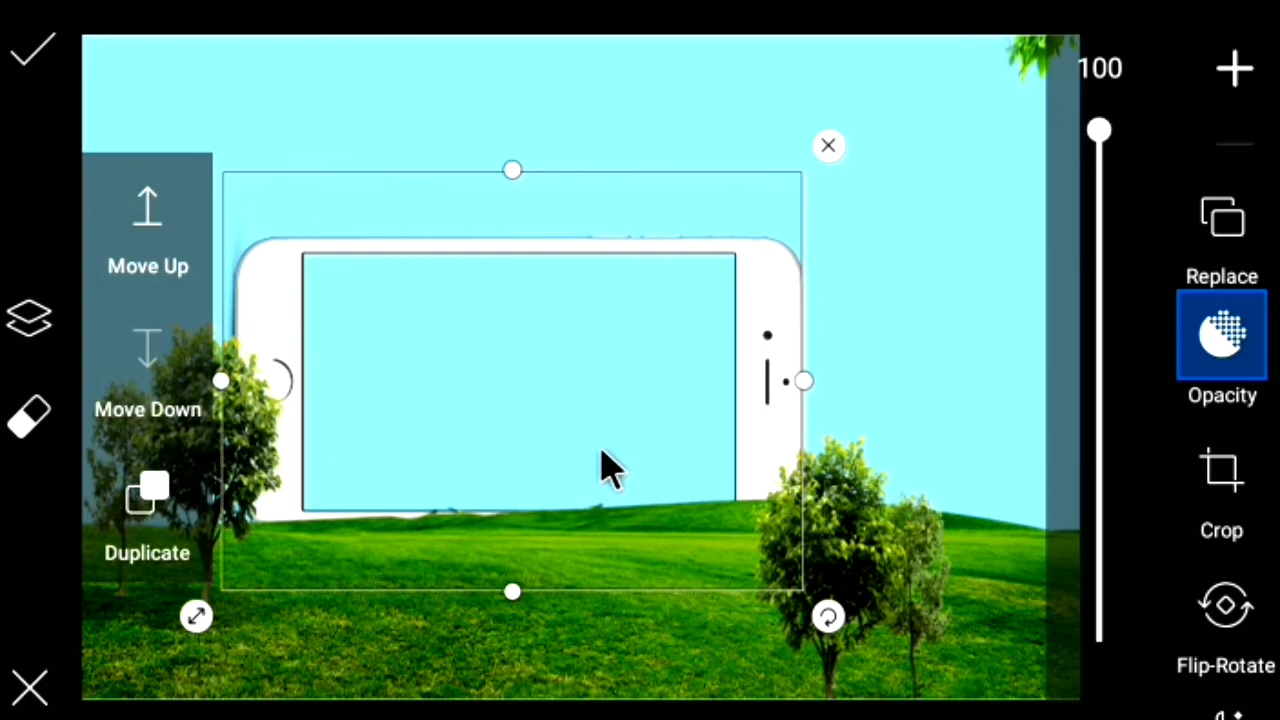 100
Move Up
Replace
Move Down
Opacity
Crop
Duplicate
Flip-Rotate